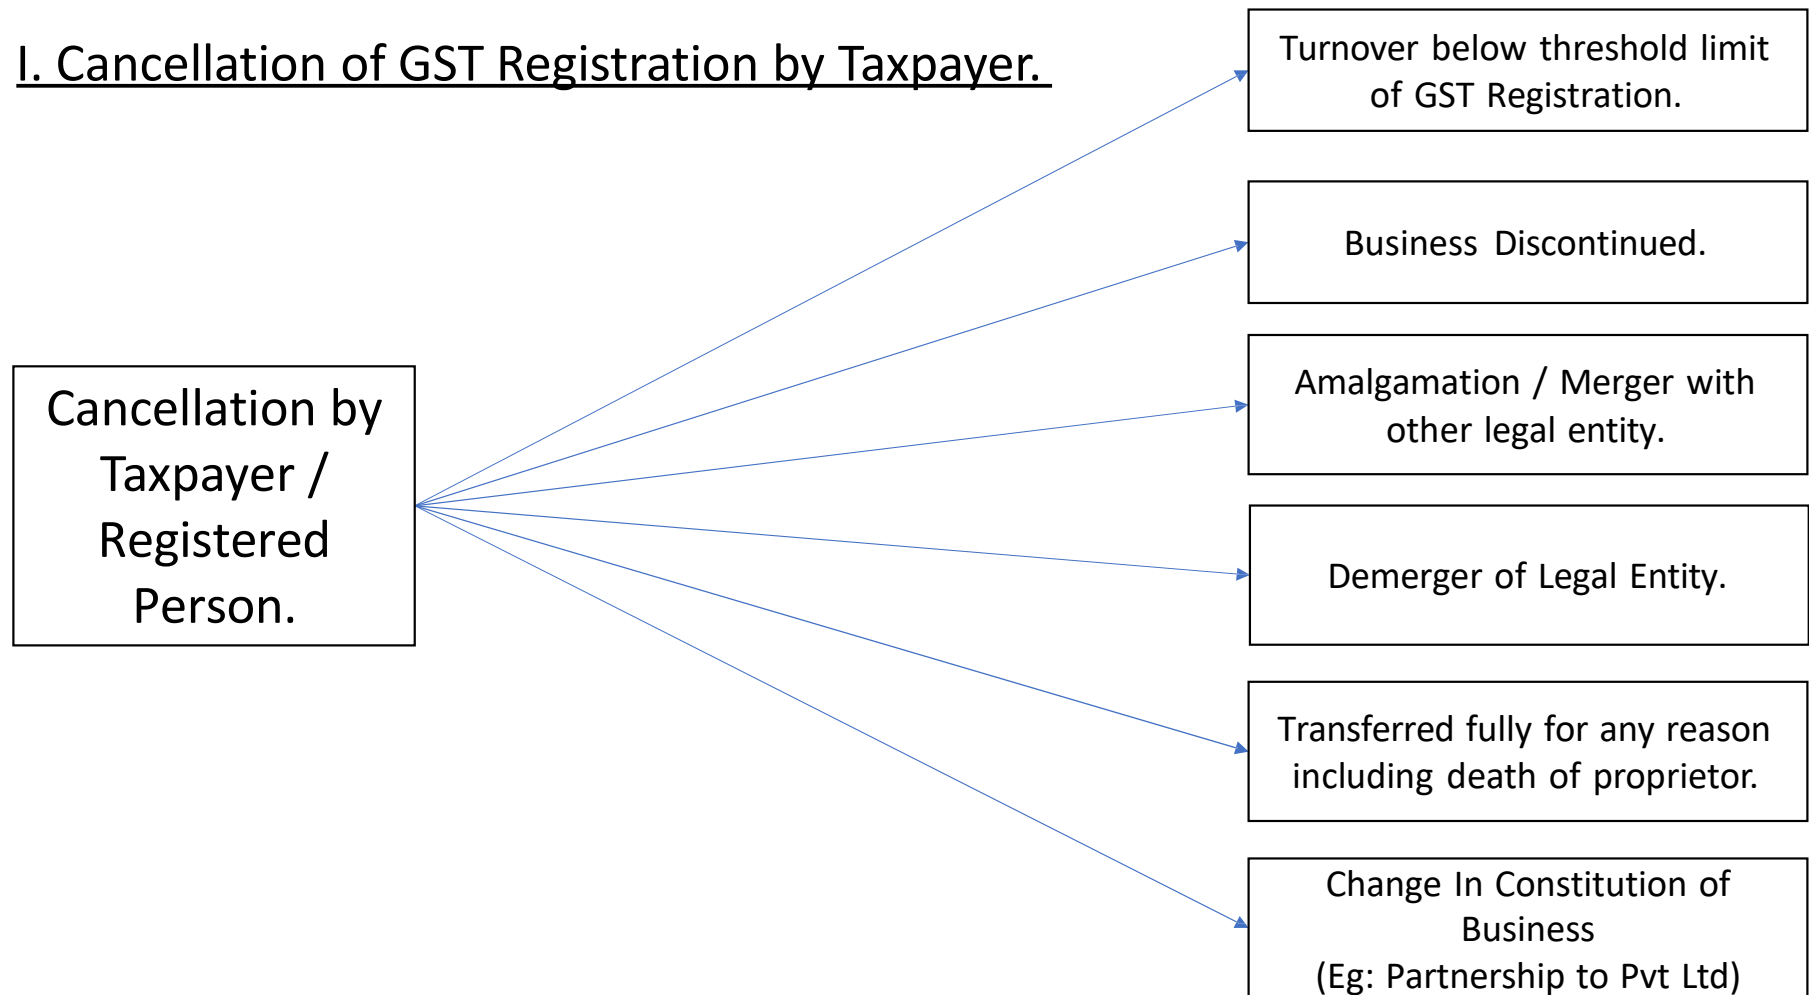 I. Cancellation of GST Registration by Taxpayer.
Turnover below threshold limit
of GST Registration.
Business Discontinued.
Amalgamation / Merger with
other legal entity.
Cancellation by
Taxpayer /
Registered
Person.
Demerger of Legal Entity.
Transferred fully for any reason
including death of proprietor.
Change In Constitution of
Business
(Eg: Partnership to Pvt Ltd)